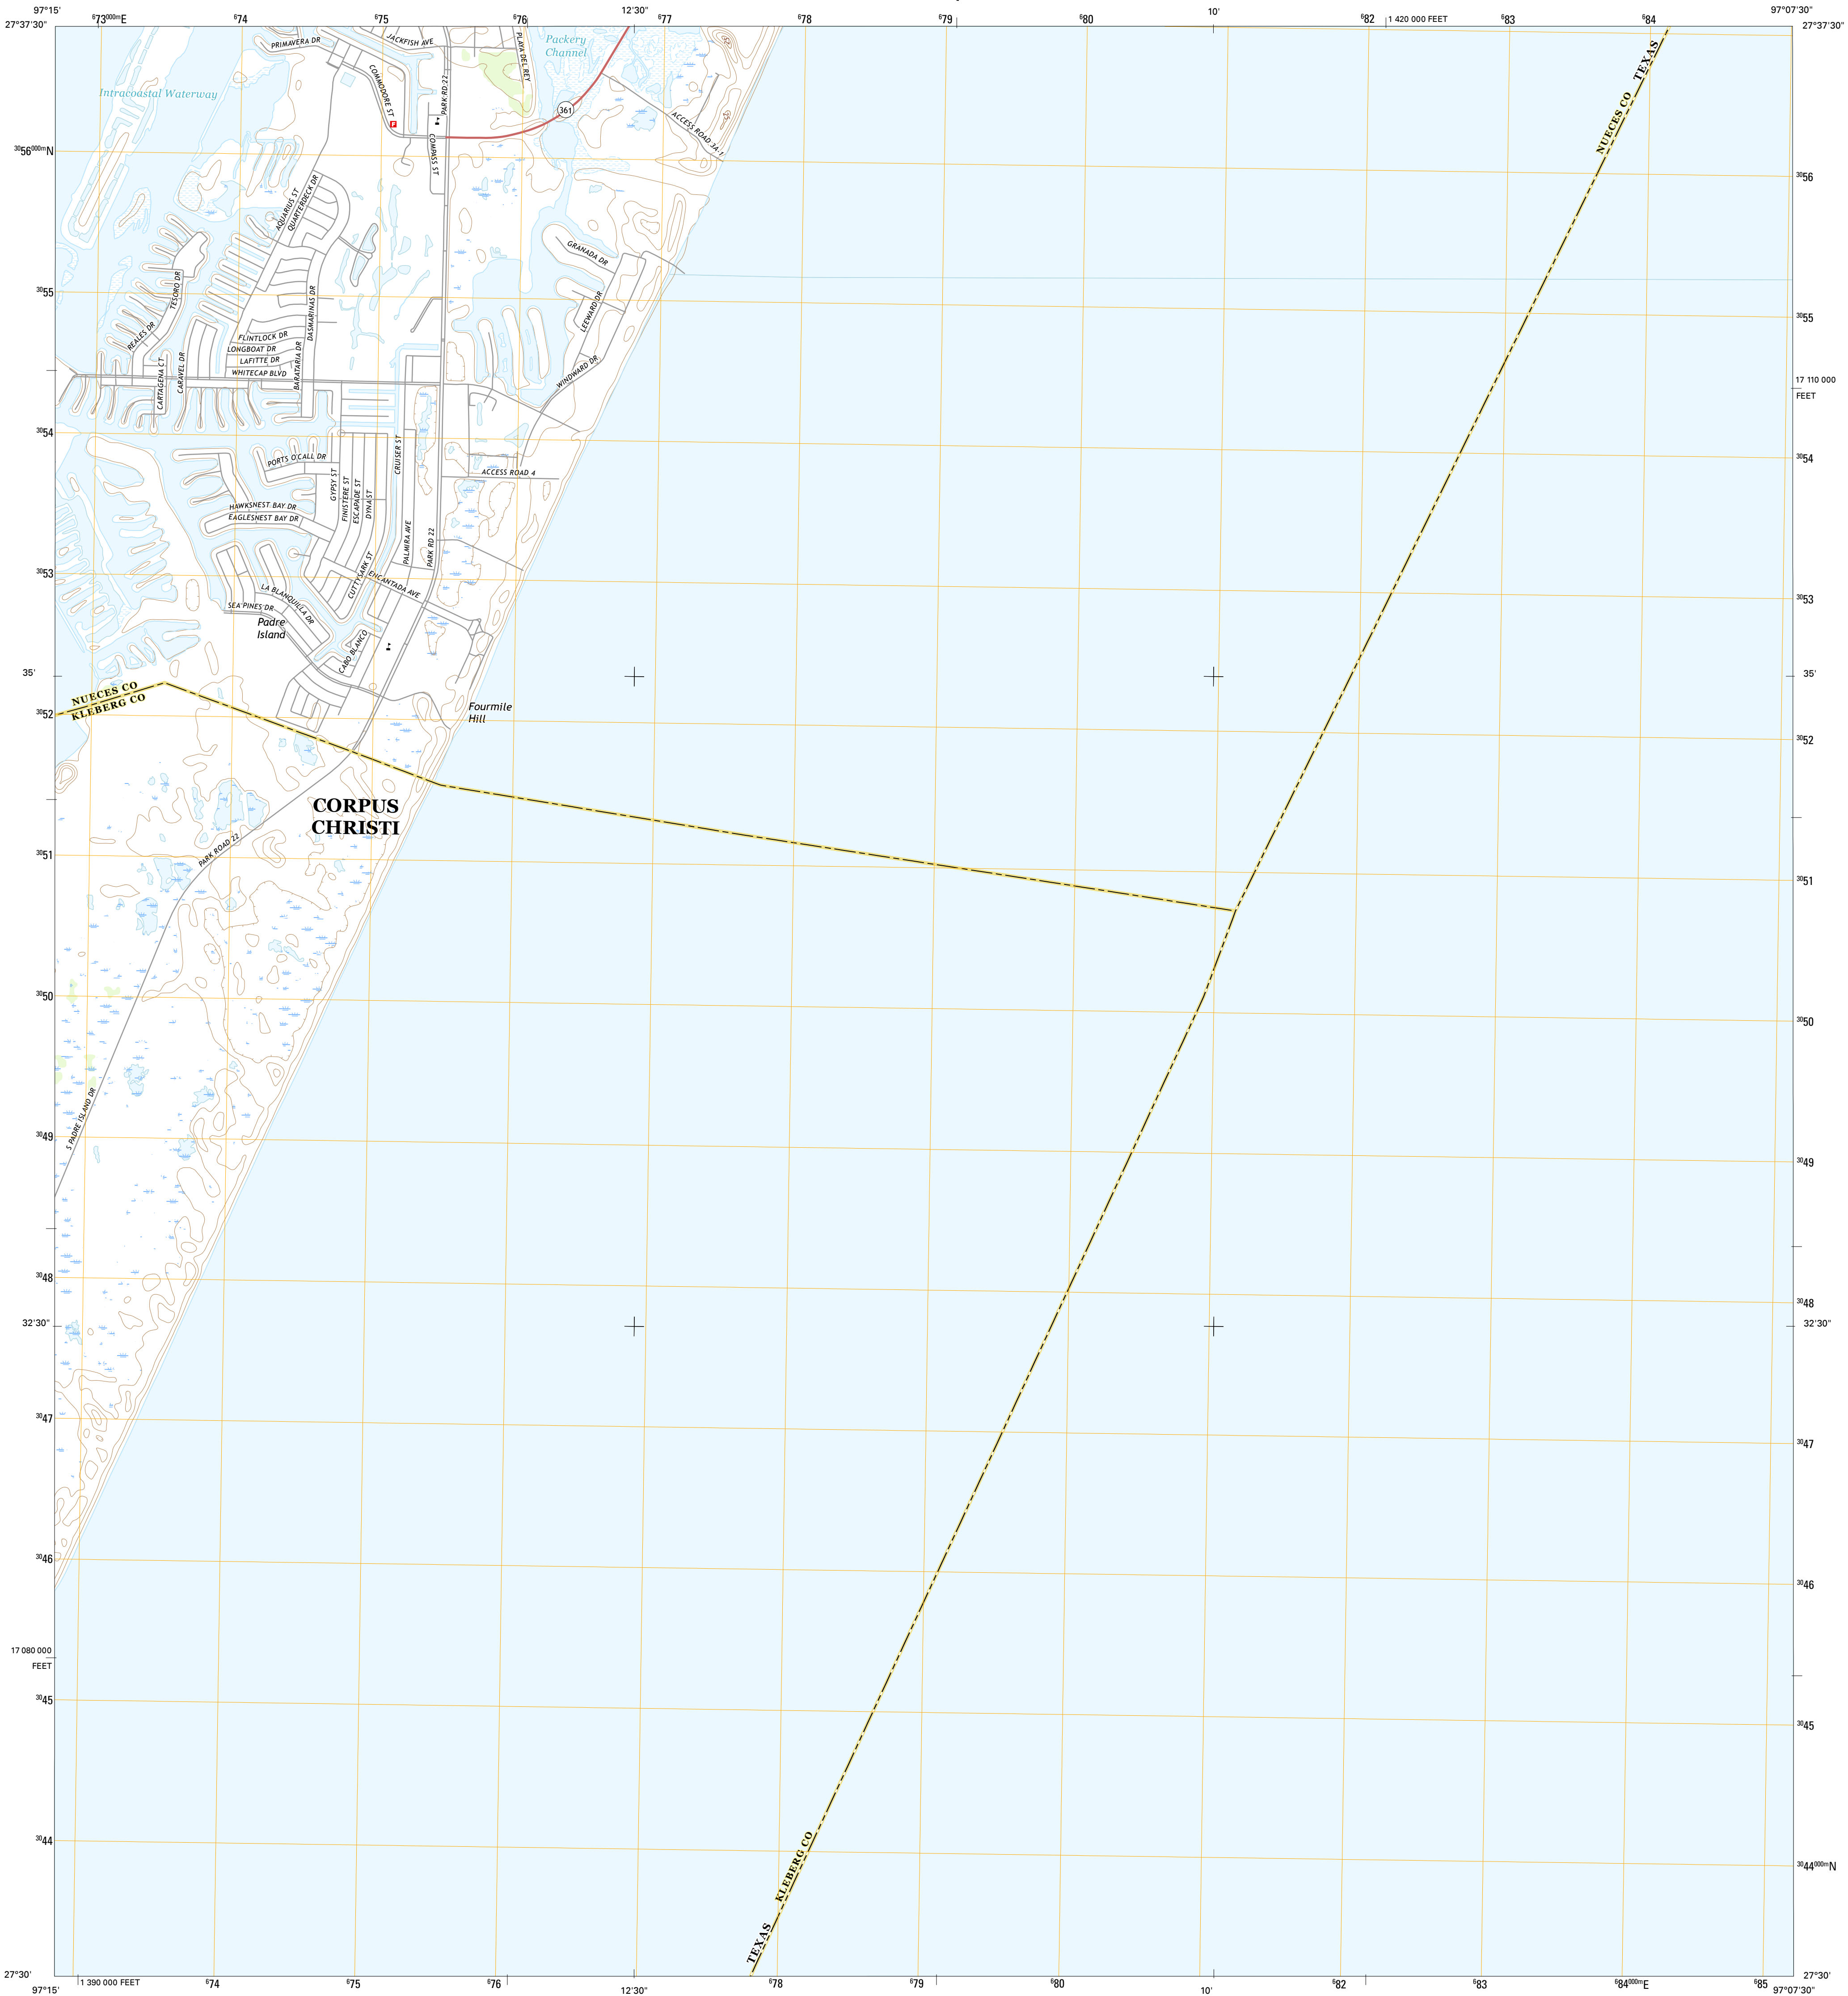 97°15'
⁶73⁰⁰⁰ᵐE
⁶74
⁶75
⁶76
12'30"
⁶77
⁶78
⁶79
⁶80
10'
⁶82
1 420 000 FEET
⁶83
⁶84
97°07'30"
27°37'30"
27°37'30"
PRIMAVERA DR
JACKFISH AVE
PLAYA DEL REY
Packery
Channel
TEXAS
Intracoastal Waterway
COMMODORE ST
PARK RD 22
361
F
ACCESS ROAD 3A-1
NUECES CO
COMPASS ST
³⁰56⁰⁰⁰ᵐN
³⁰56
AQUARIUS ST
QUARTERDECK DR
GRANADA DR
TESORO DR
³⁰55
³⁰55
DASMARINAS DR
LEEWARD DR
REALES DR
FLINTLOCK DR
LONGBOAT DR
LAFITTE DR
BARATARIA DR
WHITECAP BLVD
CARTAGENA CT
CARAVEL DR
WINDWARD DR
17 110 000
FEET
³⁰54
³⁰54
PORTS O'CALL DR
CRUISER ST
ACCESS ROAD 4
GYPSY ST
FINISTERE ST
ESCAPADE ST
DYNA ST
HAWKSNEST BAY DR
EAGLESNEST BAY DR
PALMIRA AVE
PARK RD 22
³⁰53
³⁰53
CUTTYSARK ST
ENCANTADA AVE
LA BLANQUILLA DR
SEA PINES DR
Padre
Island
CABO BLANCO
35'
35'
NUECES CO
KLEBERG CO
Fourmile
Hill
³⁰52
³⁰52
CORPUS
CHRISTI
PARK ROAD 22
³⁰51
³⁰51
³⁰50
³⁰50
S PADRE ISLAND DR
³⁰49
³⁰49
³⁰48
³⁰48
32'30"
32'30"
³⁰47
³⁰47
³⁰46
³⁰46
17 080 000
FEET
³⁰45
³⁰45
³⁰44
³⁰44⁰⁰⁰ᵐN
KLEBERG CO
TEXAS
27°30'
27°30'
1 390 000 FEET
⁶74
⁶75
⁶76
⁶78
⁶79
⁶80
⁶82
⁶83
⁶84⁰⁰⁰ᵐE
⁶85
97°15'
12'30"
10'
97°07'30"